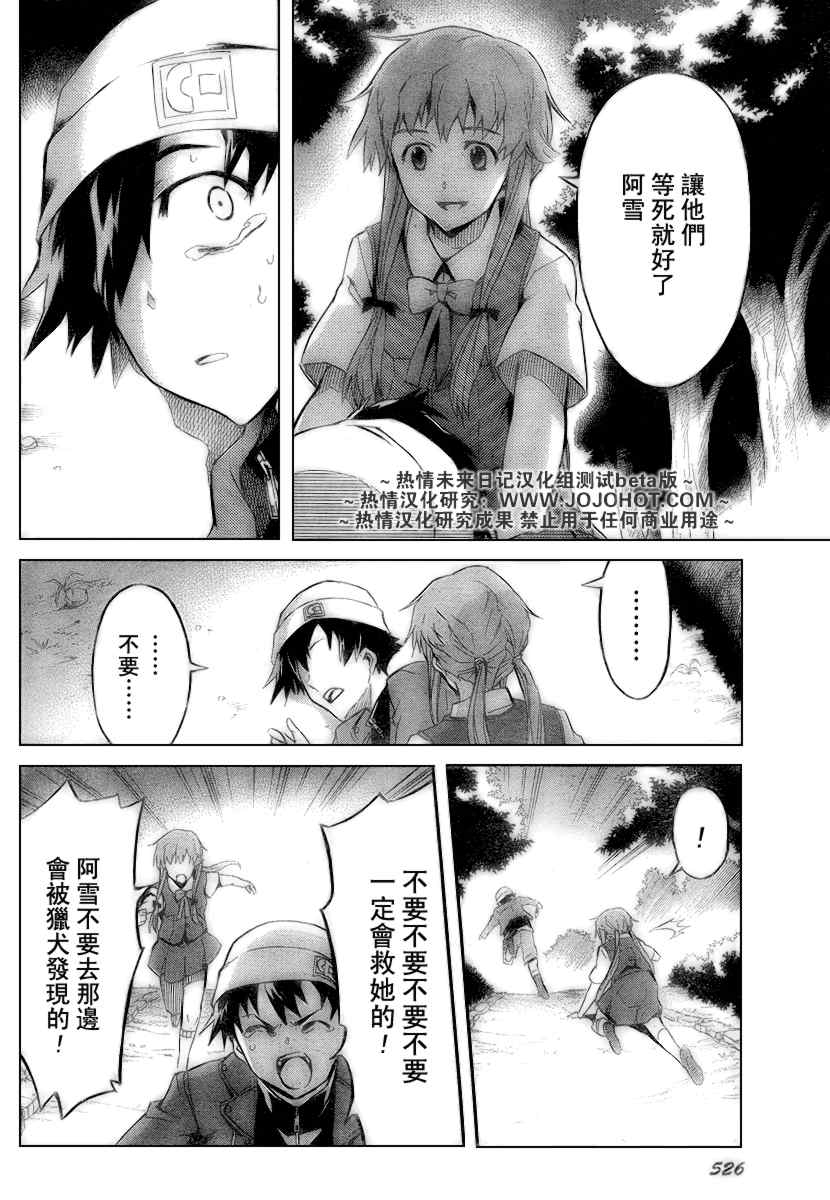 讓他們
等死就好了
阿雪
~热情未来日记汉化组测试beta版~
~热情汉化研究：WWW.JOJOHOT.COM~
~热情汉化研究成果 禁止用于任何商业用途~
………
……
不要……
！
不要不要不要不要
一定會救她的！
阿雪不要去那邊
會被獵犬發現的！
526